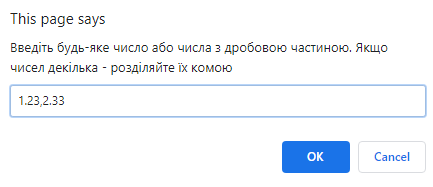 This page says
Введіть будь-яке число або числа з дробовою частиною. Якщо
чисел декілька - розділяйте їх комою
1.23,2.33
OK
Cancel